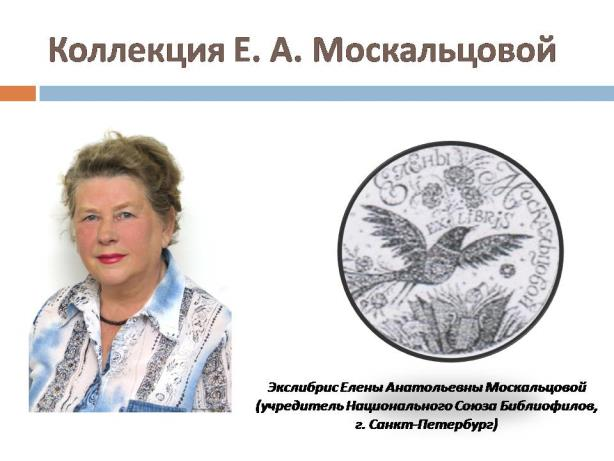 Коллекция Е. А. Москальцовой
ЕЛЕНЫ МОСКАЛЬЦОВОЙ
EX LIBRIS
Экслибрис Елены Анатольевны Москальцовой
(учредитель Национального Союза Библиофилов,
г. Санкт-Петербург)